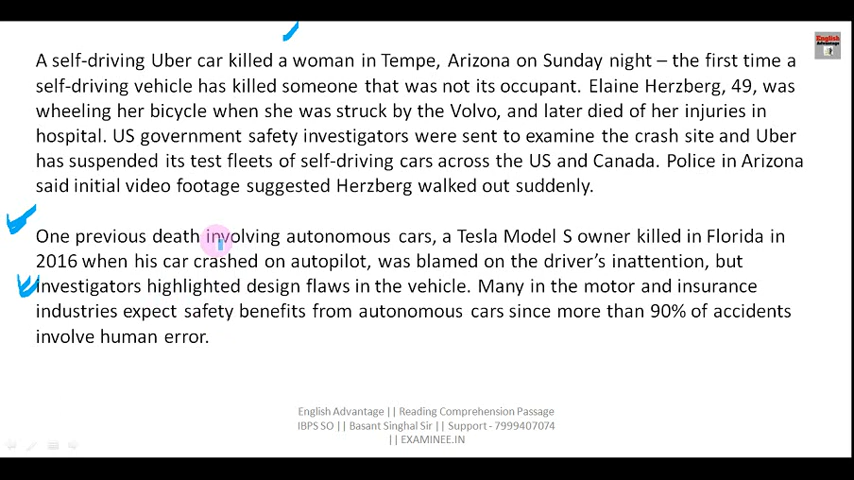 English
Advantage
A self-driving Uber car killed a woman in Tempe, Arizona on Sunday night – the first time a
self-driving vehicle has killed someone that was not its occupant. Elaine Herzberg, 49, was
wheeling her bicycle when she was struck by the Volvo, and later died of her injuries in
hospital. US government safety investigators were sent to examine the crash site and Uber
has suspended its test fleets of self-driving cars across the US and Canada. Police in Arizona
said initial video footage suggested Herzberg walked out suddenly.
One previous death involving autonomous cars, a Tesla Model S owner killed in Florida in
2016 when his car crashed on autopilot, was blamed on the driver’s inattention, but
investigators highlighted design flaws in the vehicle. Many in the motor and insurance
industries expect safety benefits from autonomous cars since more than 90% of accidents
involve human error.
English Advantage || Reading Comprehension Passage
IBPS SO || Basant Singhal Sir || Support - 7999407074
|| EXAMINEE.IN